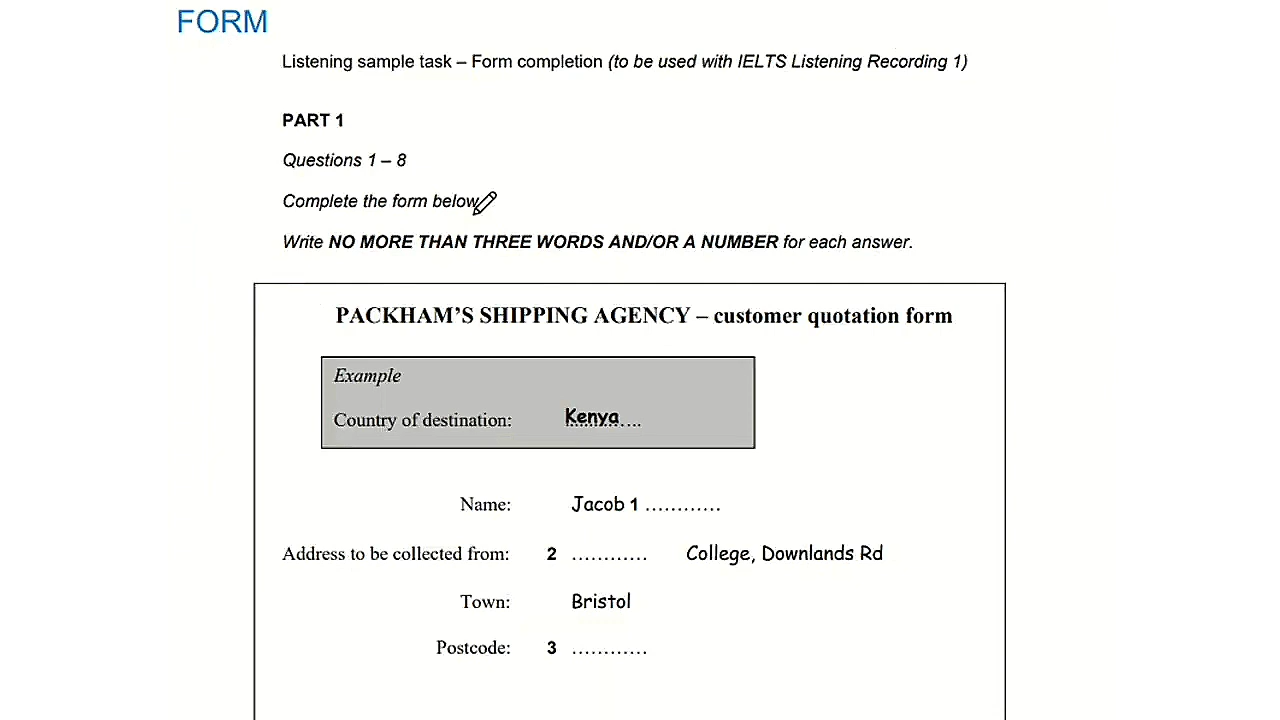 FORM
Listening sample task – Form completion (to be used with IELTS Listening Recording 1)
PART 1
Questions 1 – 8
Complete the form below
Write NO MORE THAN THREE WORDS AND/OR A NUMBER for each answer.
PACKHAM'S SHIPPING AGENCY – customer quotation form
Example
Country of destination: Kenya............
Name: Jacob 1 ............
Address to be collected from: 2 ............ College, Downlands Rd
Town: Bristol
Postcode: 3 ............